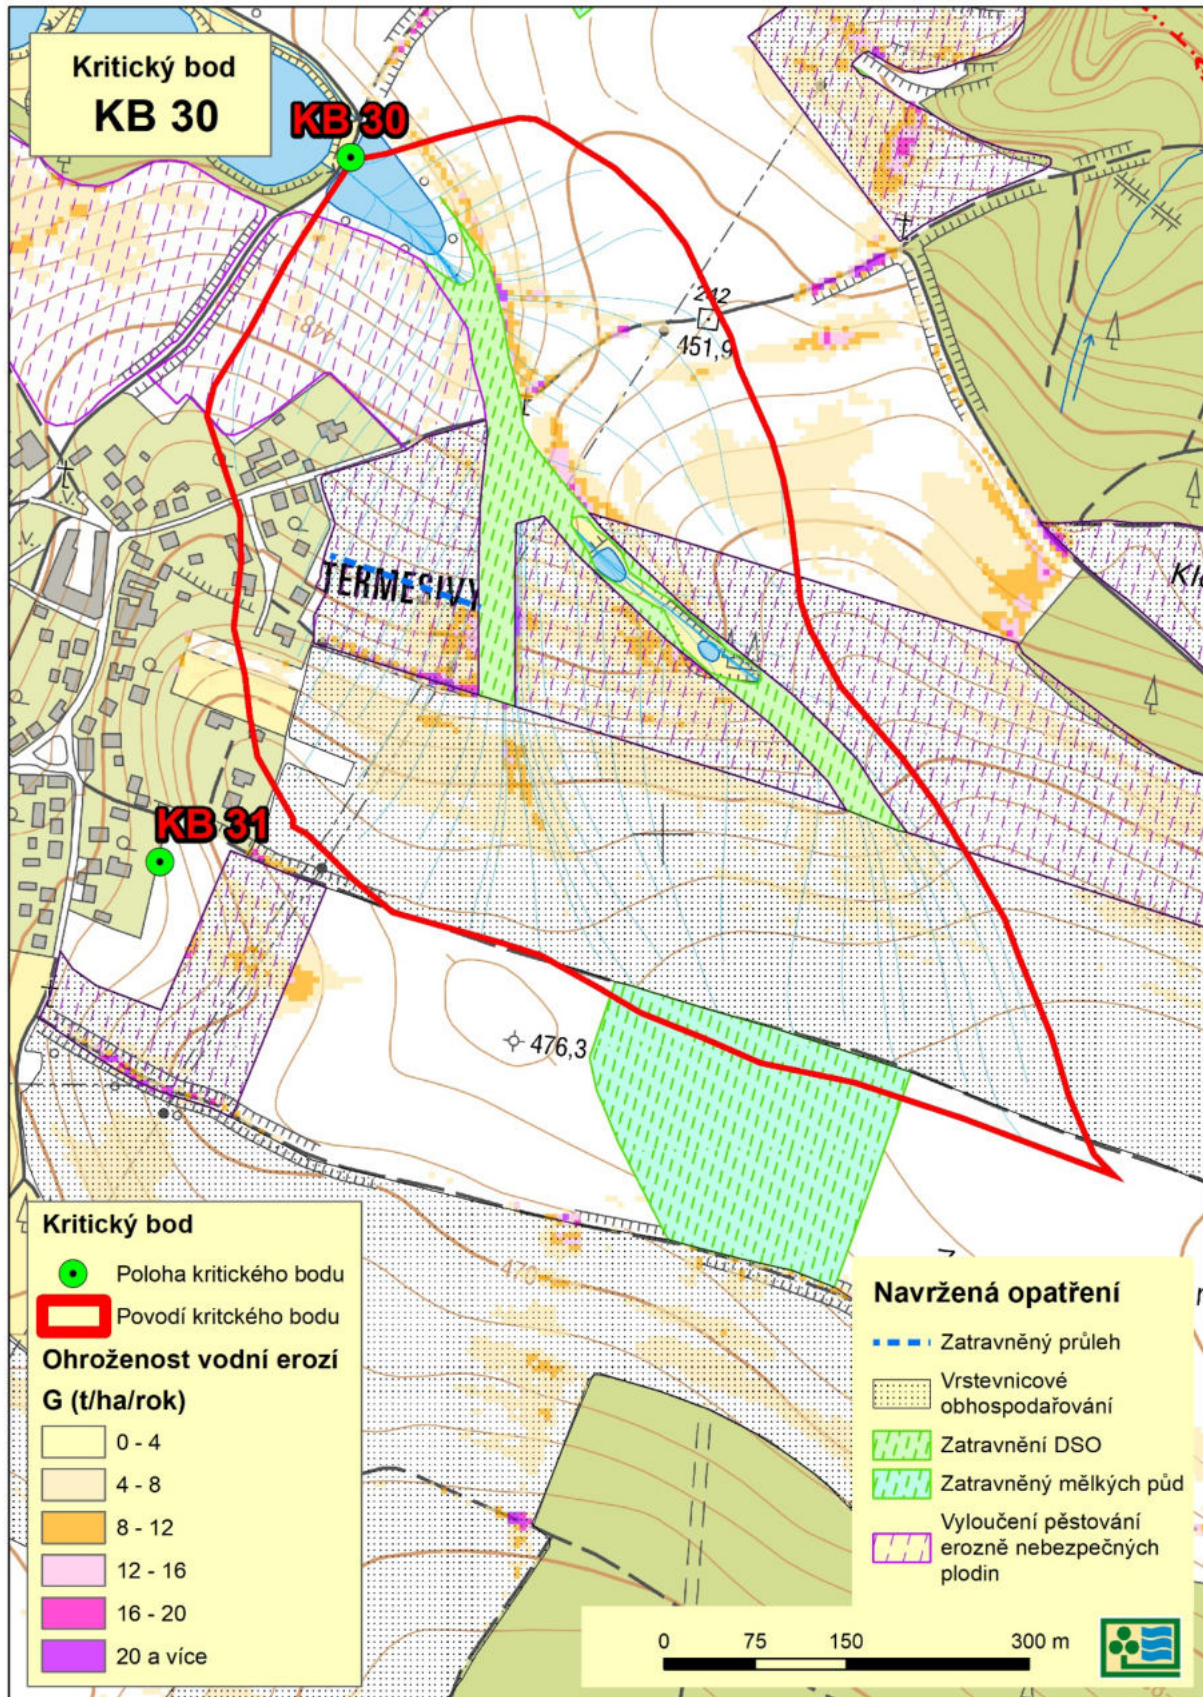 Kritický bod
KB 30
KB 30
448
242
451,9
TERMESIVY
KB 31
476,3
470
Kritický bod
Poloha kritického bodu
Povodí kritckého bodu
Ohroženost vodní erozí
G (t/ha/rok)
0 - 4
4 - 8
8 - 12
12 - 16
16 - 20
20 a více
Navržená opatření
Zatravněný průleh
Vrstevnicové
obhospodařování
Zatravnění DSO
Zatravněný mělkých půd
Vyloučení pěstování
erozně nebezpečných
plodin
0 75 150 300 m